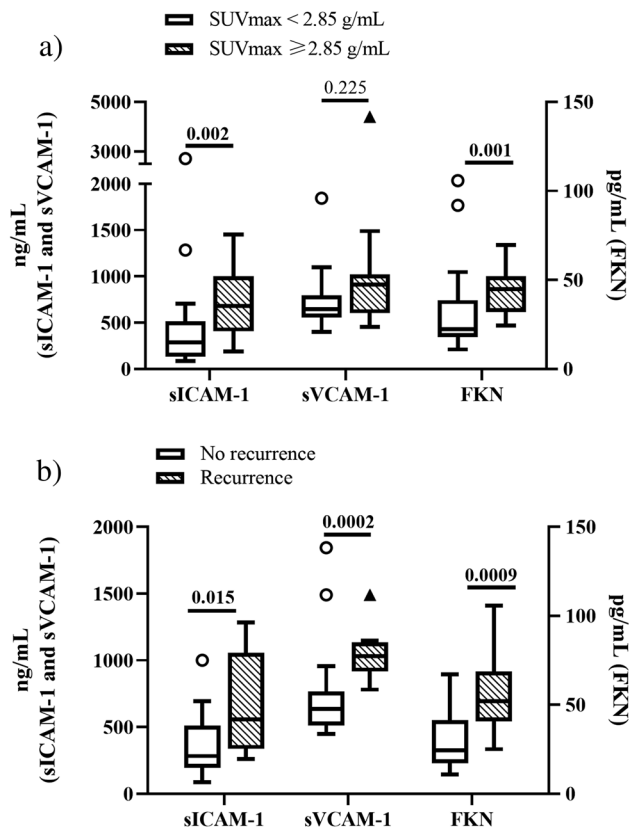 SUVmax < 2.85 g/mL
SUVmax ⩾ 2.85 g/mL
a)
ng/mL
(sICAM-1 and sVCAM-1)
5000
3000
2000
1500
1000
500
0
0.002
0.225
0.001
150
100
50
0
pg/mL (FKN)
sICAM-1
sVCAM-1
FKN
No recurrence
Recurrence
b)
ng/mL
(sICAM-1 and sVCAM-1)
2000
1500
1000
500
0
0.015
0.0002
0.0009
150
100
50
0
pg/mL (FKN)
sICAM-1
sVCAM-1
FKN